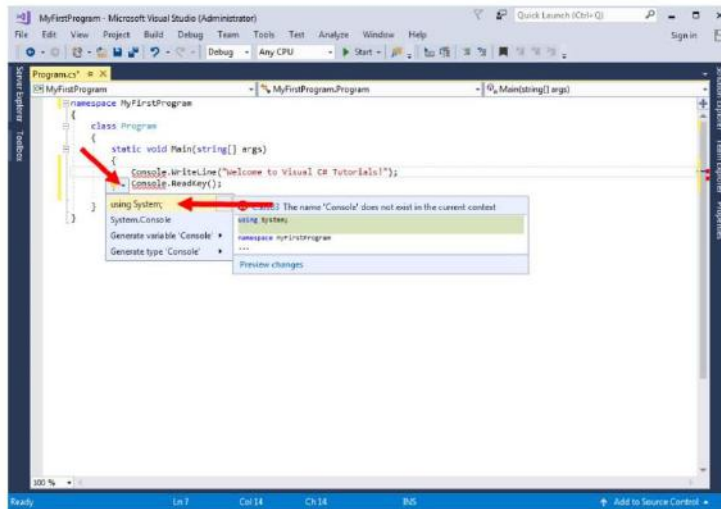 MyFirstProgram - Microsoft Visual Studio (Administrator)
Quick Launch (Ctrl+Q)
File Edit View Project Build Debug Team Tools Test Analyze Window Help
Sign in
Debug Any CPU Start
Program.cs*
MyFirstProgram MyFirstProgram.Program Main(string[] args)
Server Explorer Toolbox
Solution Explorer Team Explorer Properties
namespace MyFirstProgram
{
class Program
{
static void Main(string[] args)
{
Console.WriteLine("Welcome to Visual C# Tutorials!");
Console.ReadKey();
}
}
using System;
System.Console
Generate variable 'Console'
Generate type 'Console'
The name 'Console' does not exist in the current context
using System;
namespace MyFirstProgram
...
Preview changes
100 %
Ready Ln 7 Col 14 Ch 14 INS Add to Source Control